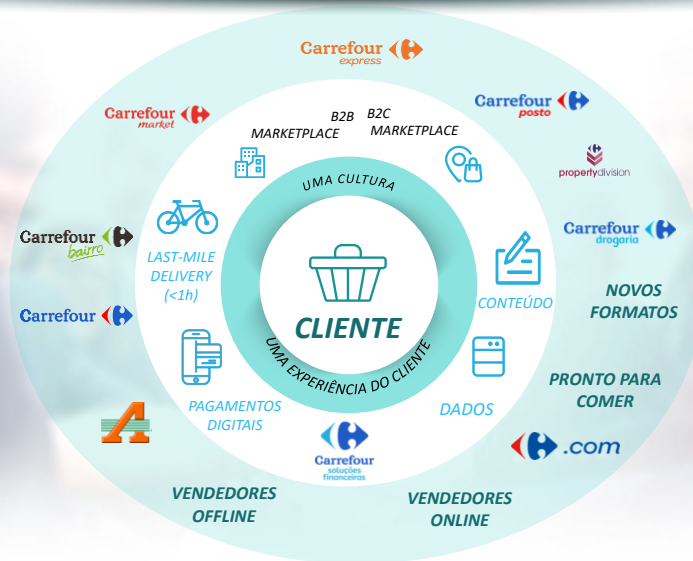 Carrefour
express
Carrefour
market
Carrefour
posto
B2B
MARKETPLACE
B2C
MARKETPLACE
propertydivision
UMA CULTURA
Carrefour
bairro
Carrefour
drogaria
LAST-MILE
DELIVERY
(<1h)
CONTEÚDO
NOVOS
FORMATOS
Carrefour
CLIENTE
UMA EXPERIÊNCIA DO CLIENTE
PRONTO PARA
COMER
PAGAMENTOS
DIGITAIS
DADOS
A
.com
Carrefour
soluções
financeiras
VENDEDORES
OFFLINE
VENDEDORES
ONLINE